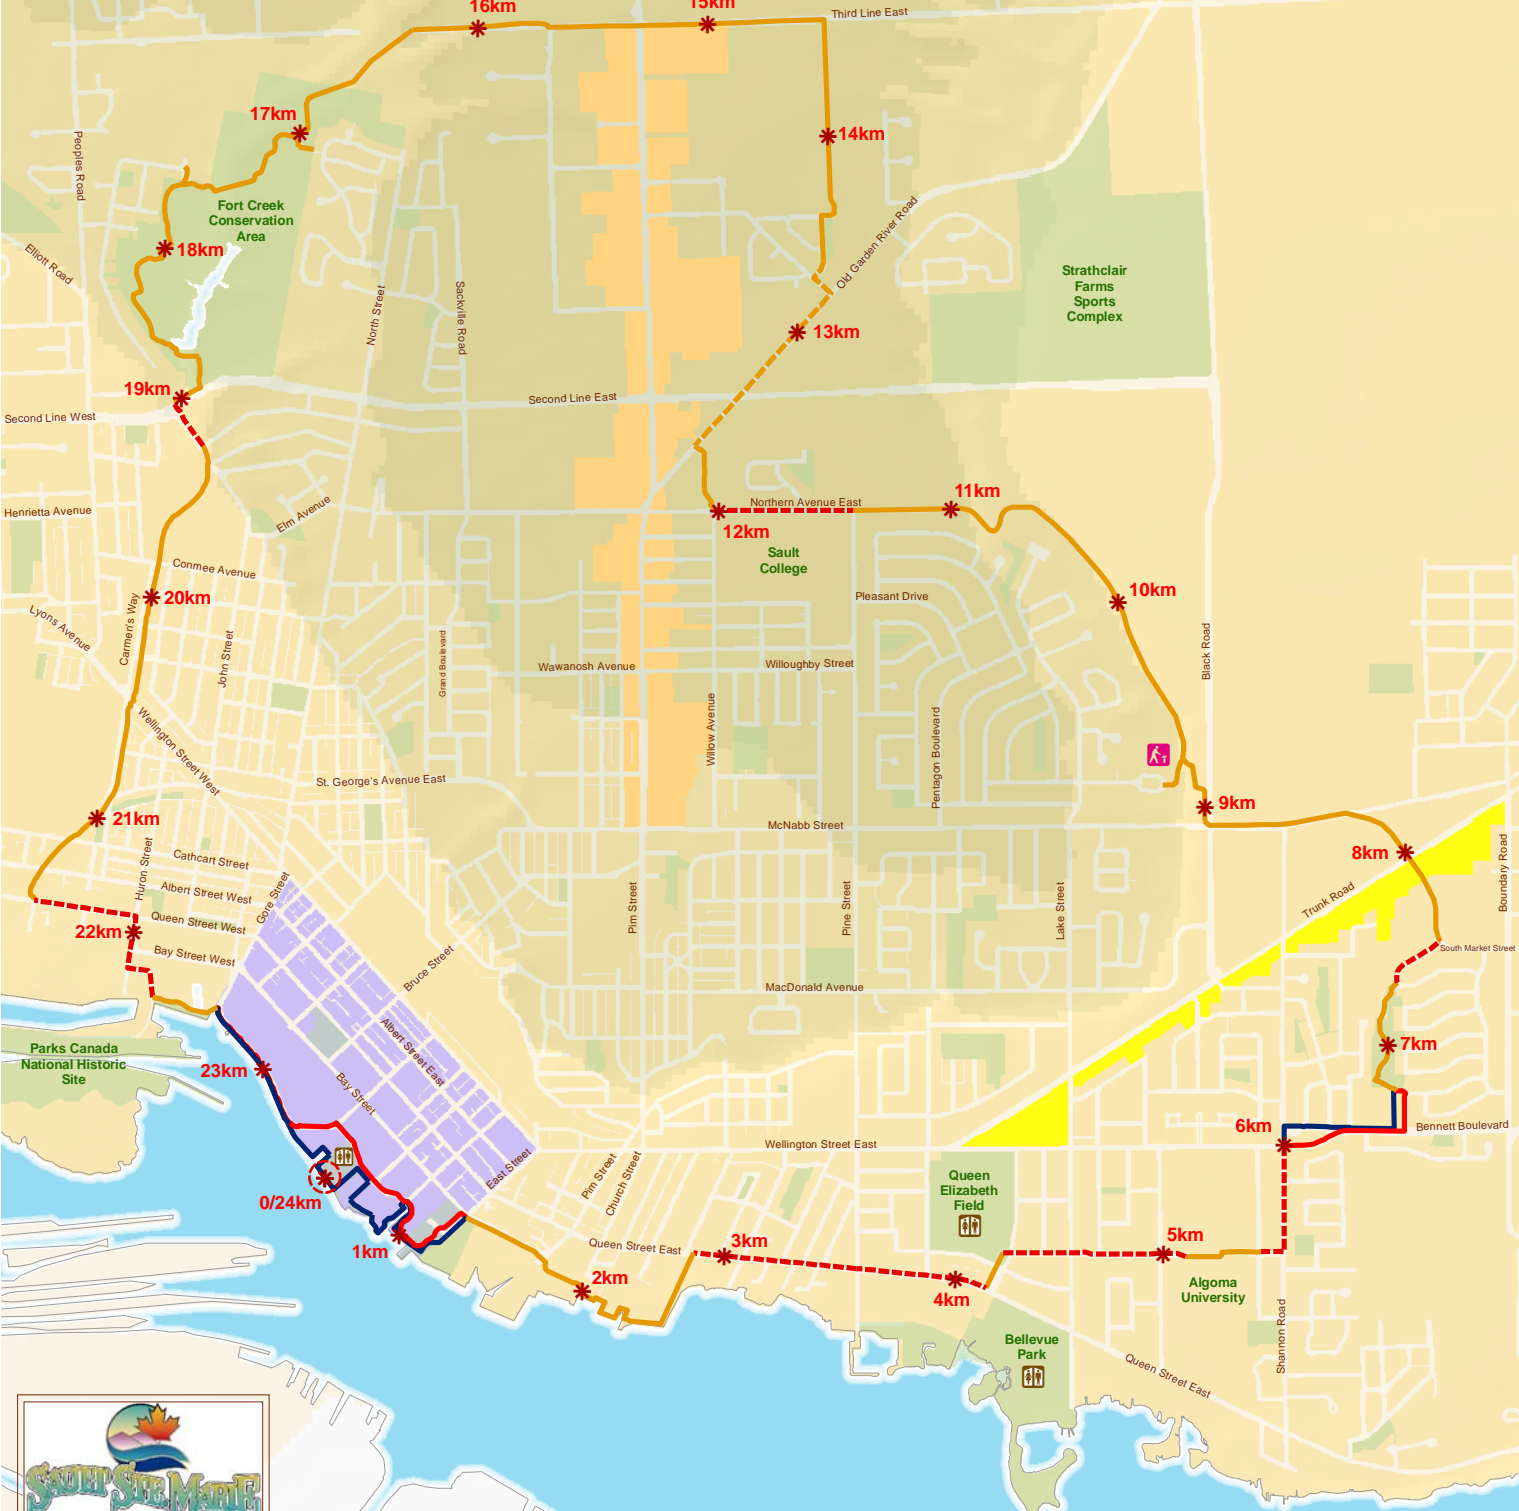 16km
15km
Third Line East
17km
14km
Peoples Road
Fort Creek
Conservation
Area
18km
Elliott Road
Old Garden River Road
Strathclair
Farms
Sports
Complex
North Street
Sackville Road
13km
19km
Second Line West
Second Line East
Northern Avenue East
11km
Henrietta Avenue
Elm Avenue
12km
Sault
College
Conmee Avenue
20km
Pleasant Drive
10km
Lyons Avenue
Carmen's Way
John Street
Grand Boulevard
Wawanosh Avenue
Willoughby Street
Black Road
Wellington Street West
Willow Avenue
Pentagon Boulevard
St. George's Avenue East
21km
McNabb Street
9km
8km
Huron Street
Cathcart Street
Albert Street West
Gore Street
Queen Street West
22km
Bay Street West
Bruce Street
Pim Street
Pine Street
Lake Street
Trunk Road
Boundary Road
South Market Street
MacDonald Avenue
Parks Canada
National Historic
Site
23km
Albert Street East
Bay Street
7km
6km
Bennett Boulevard
Wellington Street East
East Street
Pim Street
Church Street
Queen
Elizabeth
Field
0/24km
1km
Queen Street East
3km
5km
2km
4km
Algoma
University
Bellevue
Park
Shannon Road
Queen Street East
SAULT STE. MARIE